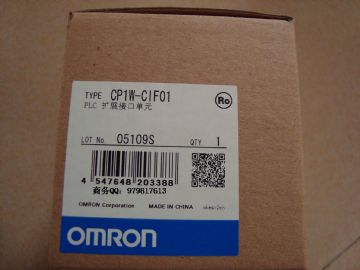 TYPE CP1W-CIF01
PLC 扩展接口单元
Ro
LOT No 05109S QTY 1
4 547648 203388
商务QQ: 979817613
OMRON Corporation MADE IN CHINA
OMRON